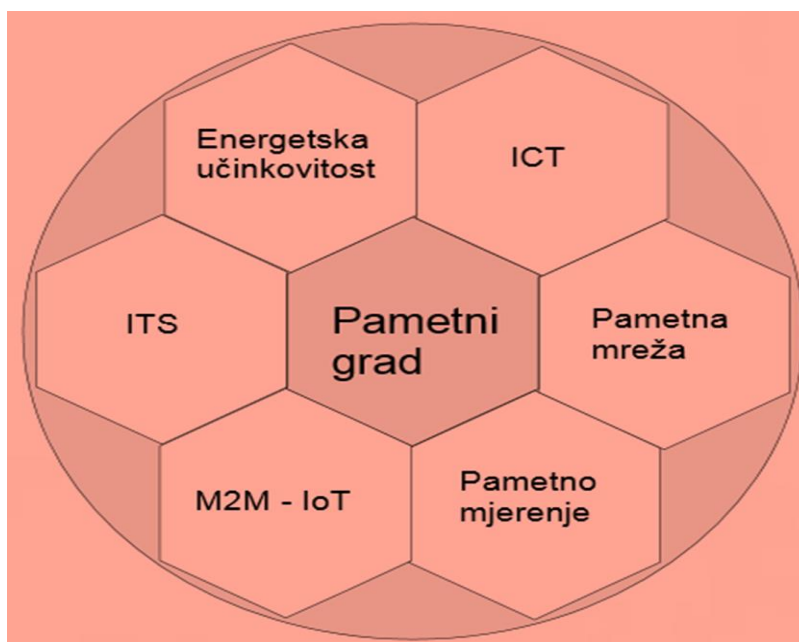 Energetska
učinkovitost
ICT
ITS
Pametni
grad
Pametna
mreža
M2M - IoT
Pametno
mjerenje